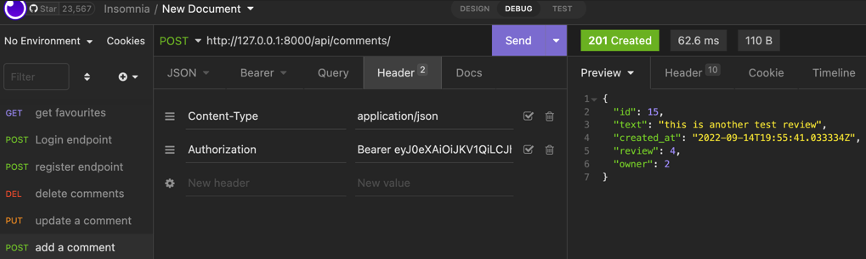 Star 23,567 Insomnia / New Document DESIGN DEBUG TEST
No Environment Cookies POST http://127.0.0.1:8000/api/comments/ Send 201 Created 62.6 ms 110 B
Filter JSON Bearer Query Header 2 Docs Preview Header 10 Cookie Timeline
GET get favourites
POST Login endpoint
POST register endpoint
DEL delete comments
PUT update a comment
POST add a comment
Content-Type application/json
Authorization Bearer eyJ0eXAiOiJKV1QiLCJH
New header New value
1 {
2 "id": 15,
3 "text": "this is another test review",
4 "created_at": "2022-09-14T19:55:41.033334Z",
5 "review": 4,
6 "owner": 2
7 }